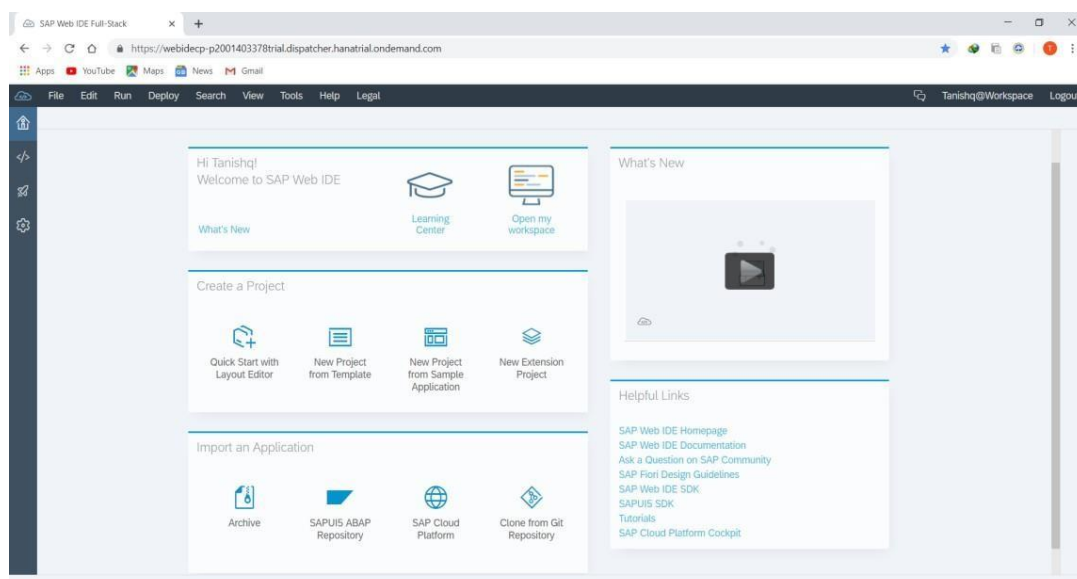 SAP Web IDE Full-Stack
https://webidecp-p2001403378trial.dispatcher.hanatrial.ondemand.com
Apps YouTube Maps News Gmail
File Edit Run Deploy Search View Tools Help Legal Tanishq@Workspace Logou
Hi Tanishq!
Welcome to SAP Web IDE
What's New
Learning
Center
Open my
workspace
What's New
Create a Project
Quick Start with
Layout Editor
New Project
from Template
New Project
from Sample
Application
New Extension
Project
Import an Application
Archive
SAPUI5 ABAP
Repository
SAP Cloud
Platform
Clone from Git
Repository
Helpful Links
SAP Web IDE Homepage
SAP Web IDE Documentation
Ask a Question on SAP Community
SAP Fiori Design Guidelines
SAP Web IDE SDK
SAPUI5 SDK
Tutorials
SAP Cloud Platform Cockpit